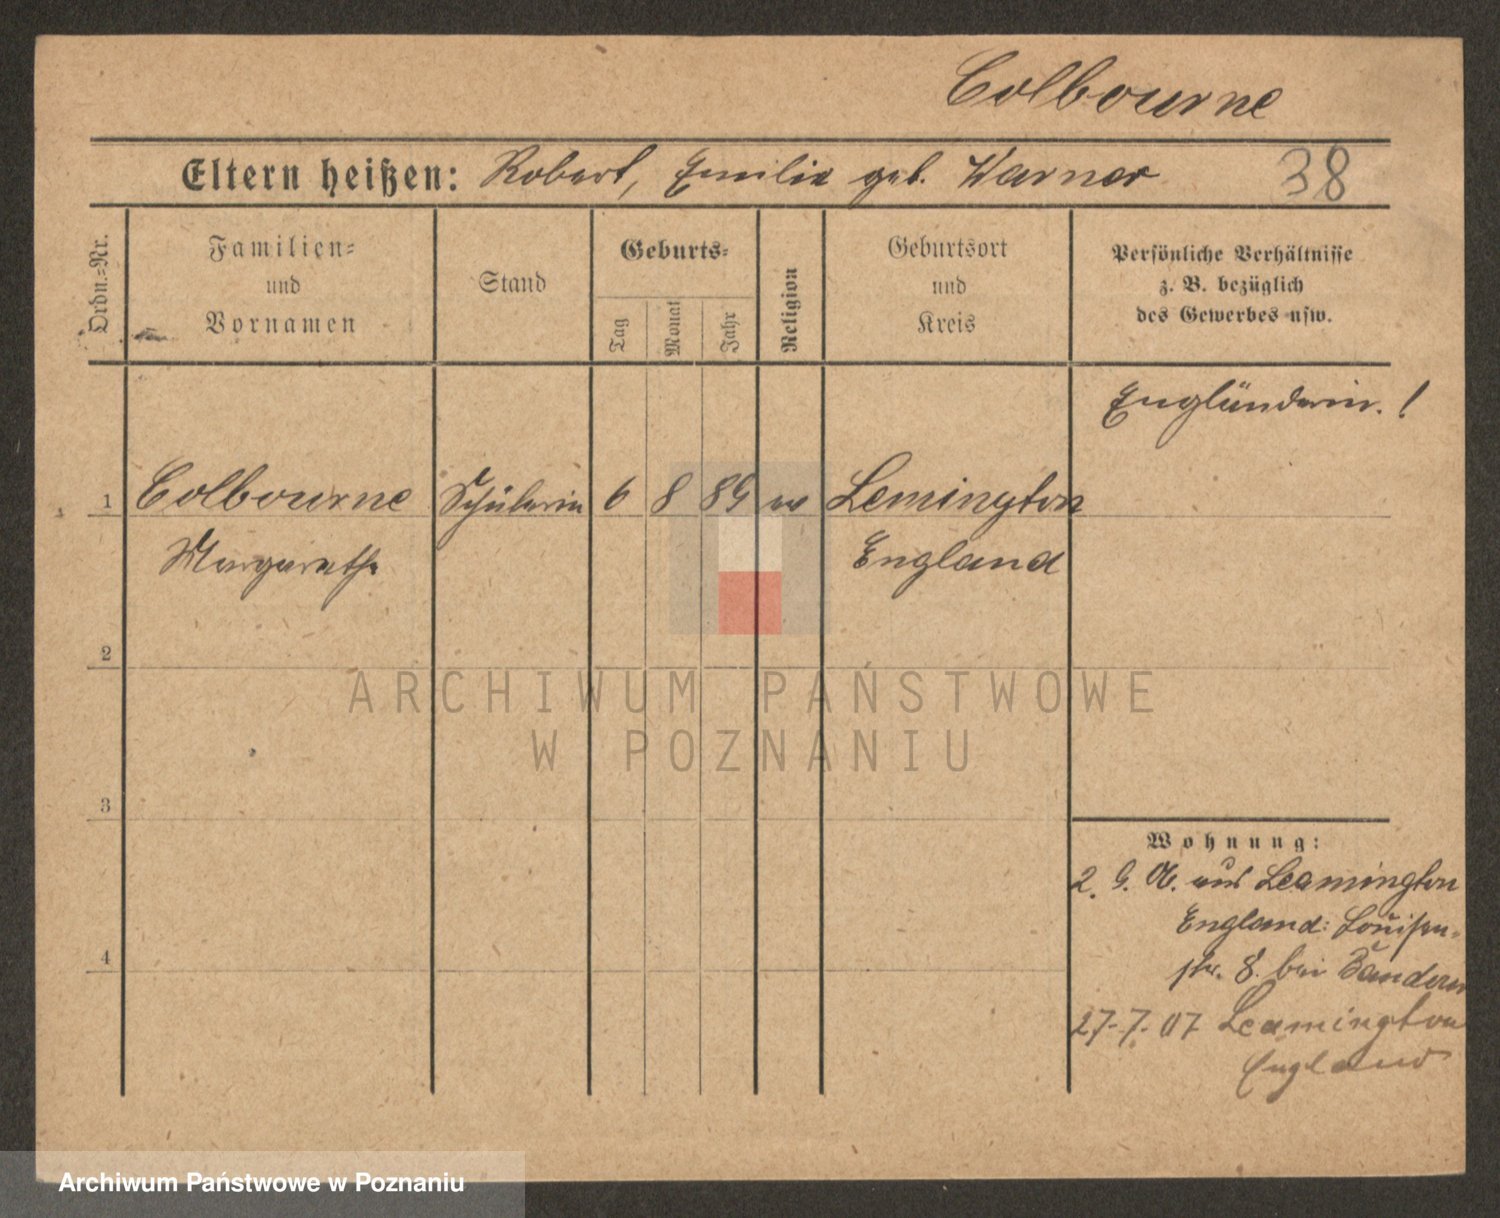 Colbourne
Eltern heißen: Robert, Emilie geb. Warner
38
Ordn.=Nr.
Familien=
und
Vornamen
Stand
Geburts=
Tag
Monat
Jahr
Religion
Geburtsort
und
Kreis
Persönliche Verhältnisse
z. B. bezüglich
des Gewerbes usw.
Engländerin. !
1 Colbourne Schülerin 6 8 89 Lemington
Margarethe England
2
ARCHIWUM PAŃSTWOWE
W POZNANIU
3
Wohnung:
2. 9. 06. aus Leamington
England: Louisen-
str. 8. bei
4
27-7-07 Leamington
England
Archiwum Państwowe w Poznaniu